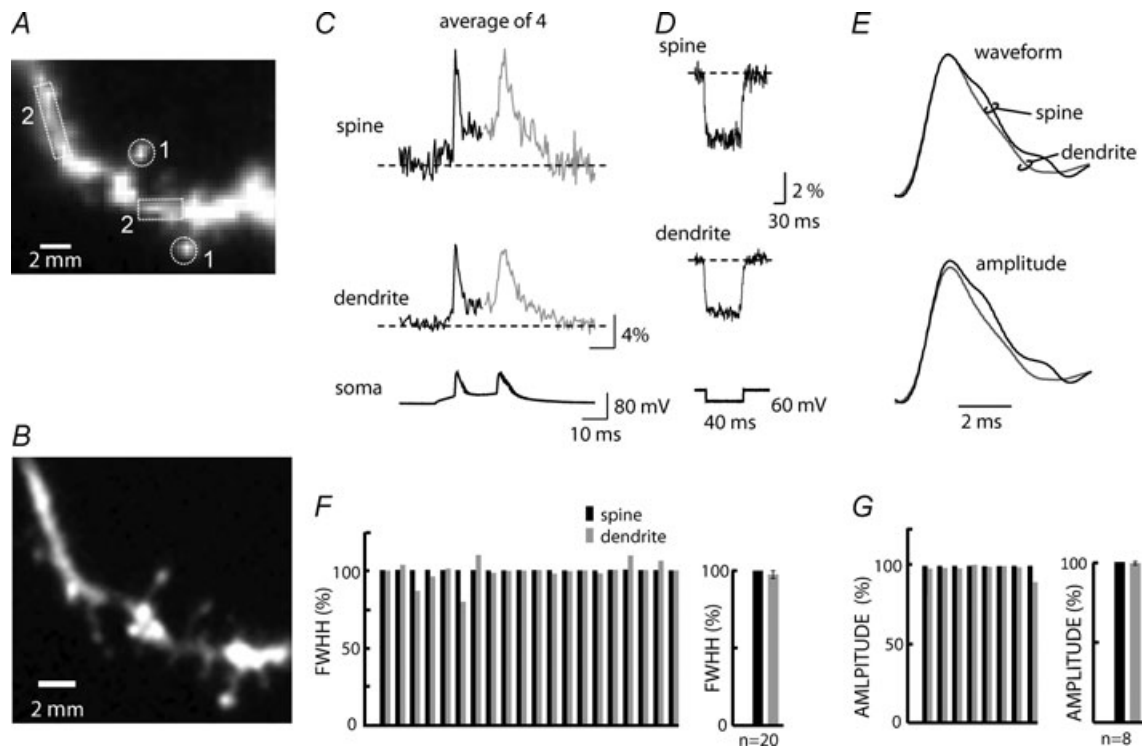 A
2
1
2
1
2 mm
B
2 mm
C
average of 4
spine
dendrite
4%
soma
80 mV
10 ms
D
spine
2 %
30 ms
dendrite
60 mV
40 ms
E
waveform
spine
dendrite
amplitude
2 ms
F
spine
dendrite
FWHH (%)
100
50
0
FWHH (%)
100
0
n=20
G
AMLPITUDE (%)
100
50
0
AMPLITUDE (%)
100
0
n=8